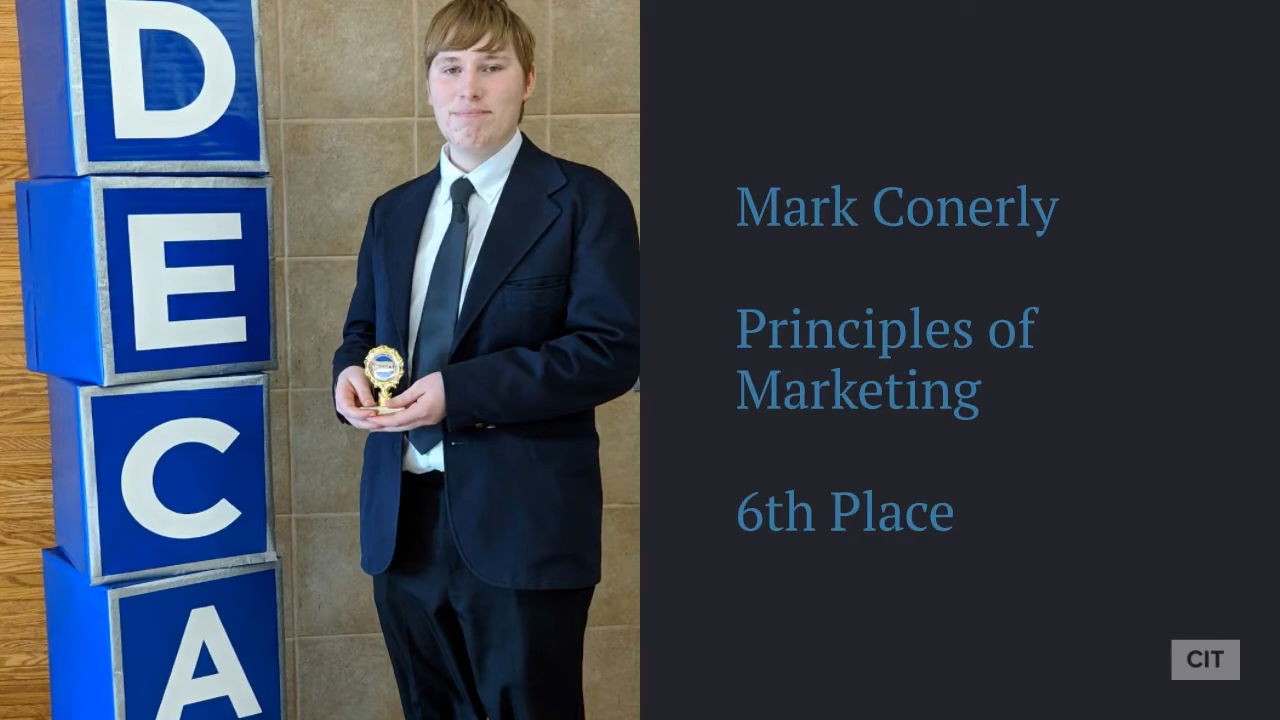 D
E
C
A
Mark Conerly
Principles of
Marketing
6th Place
CIT